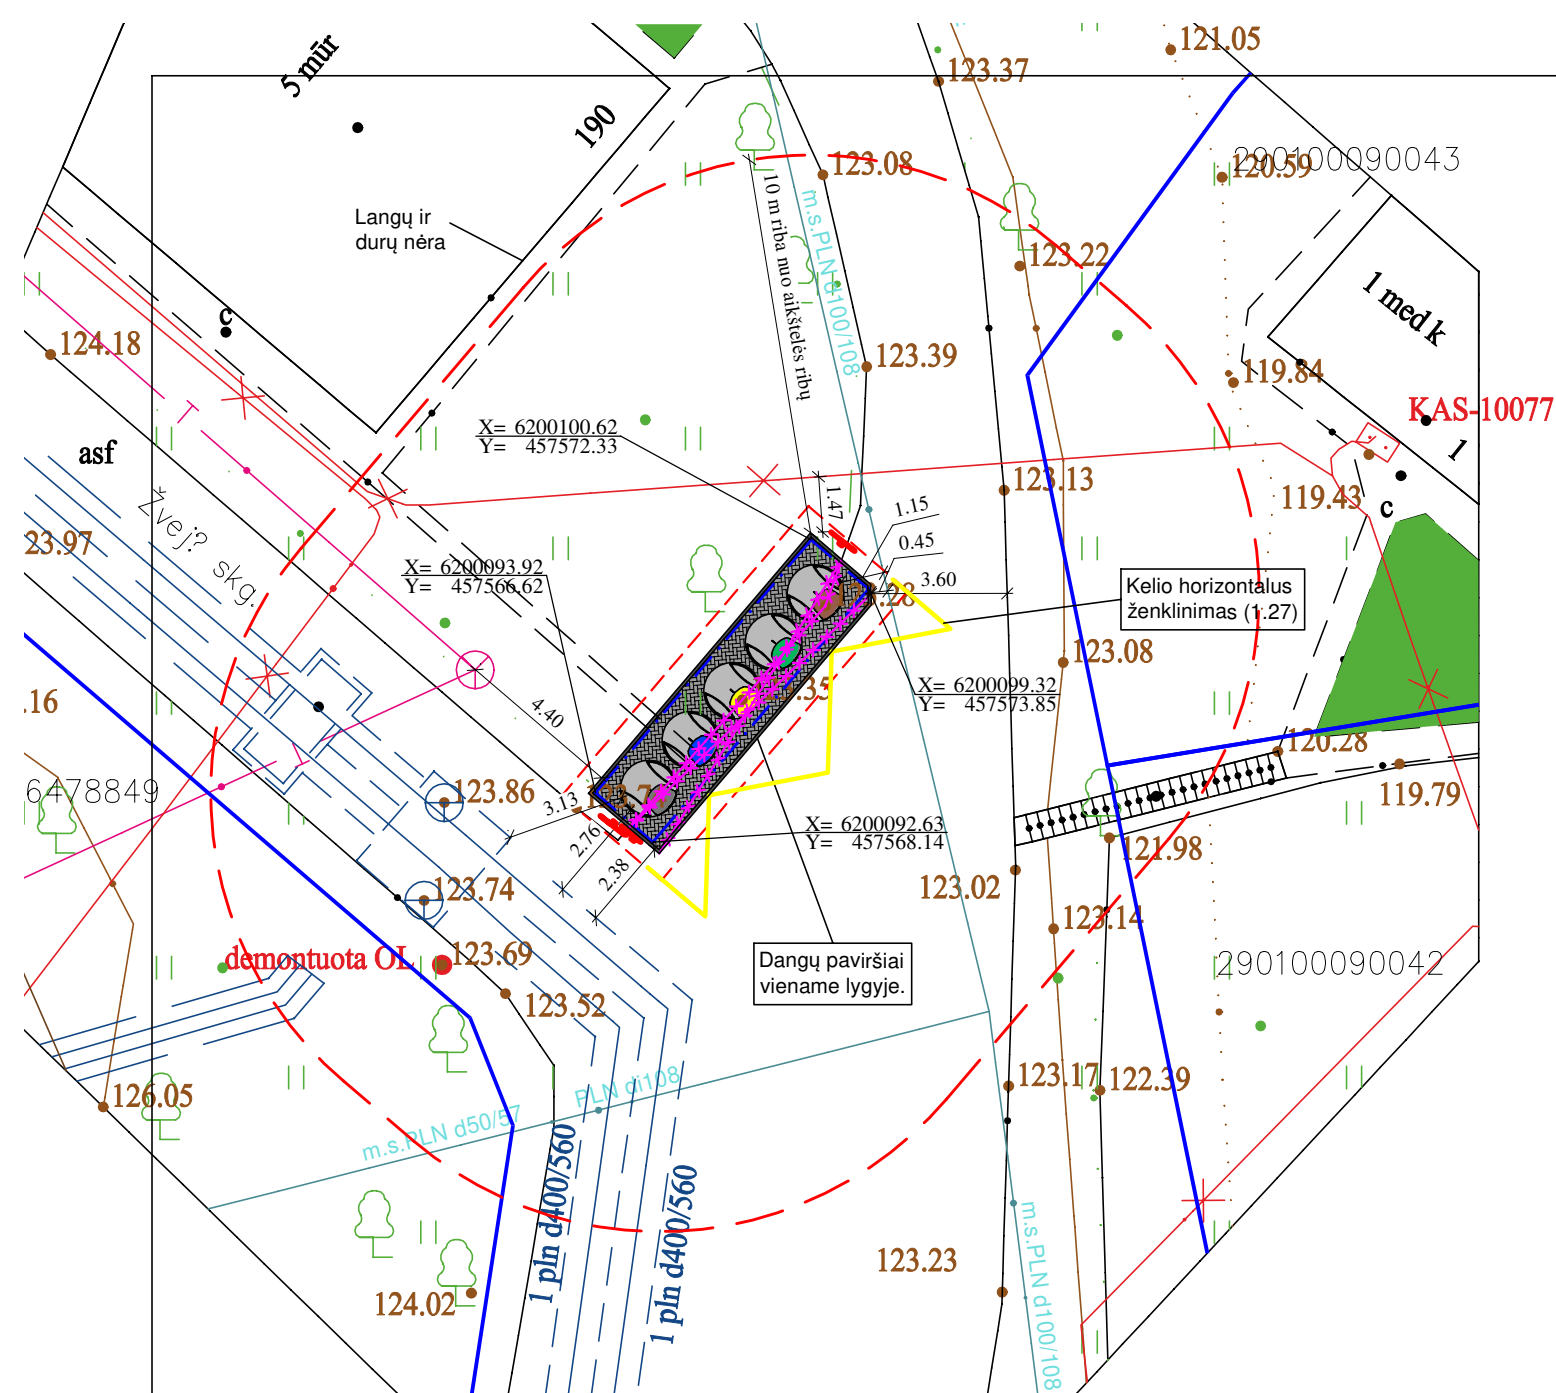 5 mūr
190
121.05
123.37
123.08
290100090043
120.59
Langų ir
durų nėra
10 m riba nuo aikštelės ribų
m.s.PLN d100/108
123.22
c
124.18
123.39
119.84
1 med k
KAS-10077
1
X= 6200100.62
Y= 457572.33
asf
123.13
119.43
c
1.47
1.15
0.45
3.60
Žvej?
skg.
23.97
X= 6200093.92
Y= 457566.62
Kelio horizontalus
ženklinimas (1.27)
123.08
X= 6200099.32
Y= 457573.85
.16
4.40
120.28
6478849
123.86
3.13
2.76
2.38
X= 6200092.63
Y= 457568.14
119.79
121.98
123.74
123.02
123.14
demontuota OL
123.69
Dangų paviršiai
viename lygyje.
290100090042
123.52
126.05
PLN di108
m.s.PLN d50/57
123.17
122.39
1 pln d400/560
1 pln d400/560
m.s.PLN d100/108
123.23
124.02